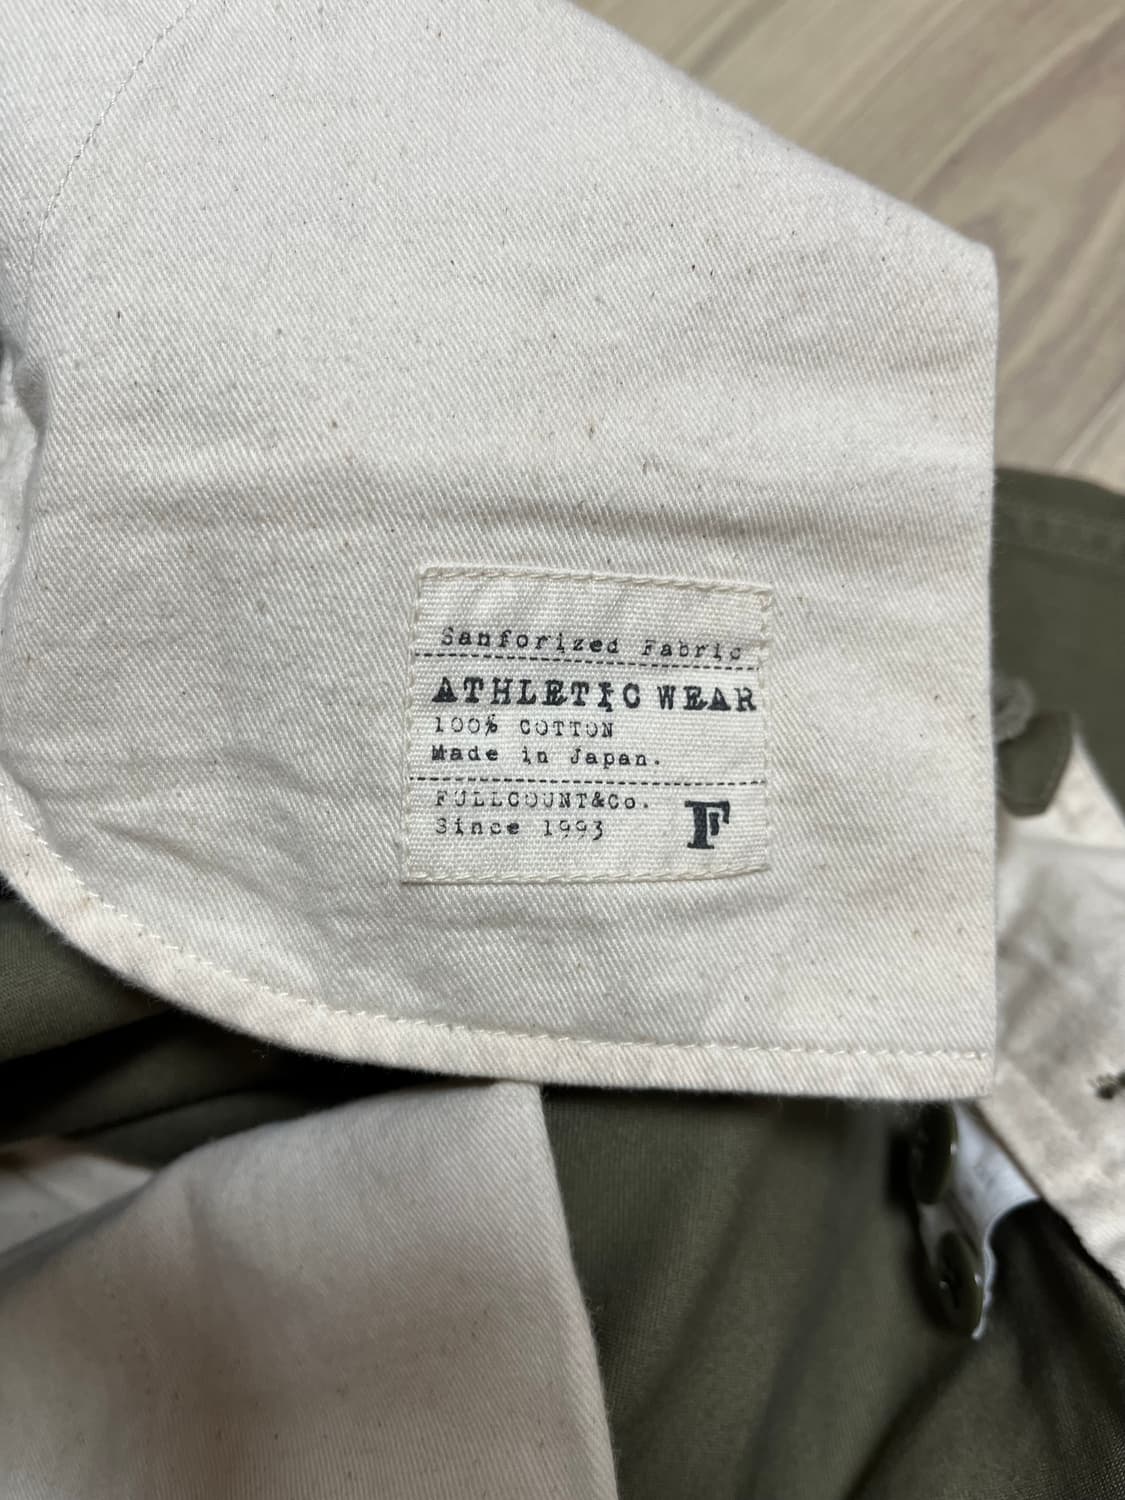 Sanforized Fabric
ATHLETIC WEAR
100% COTTON
Made in Japan.
FULLCOUNT&Co.
Since 1993
F